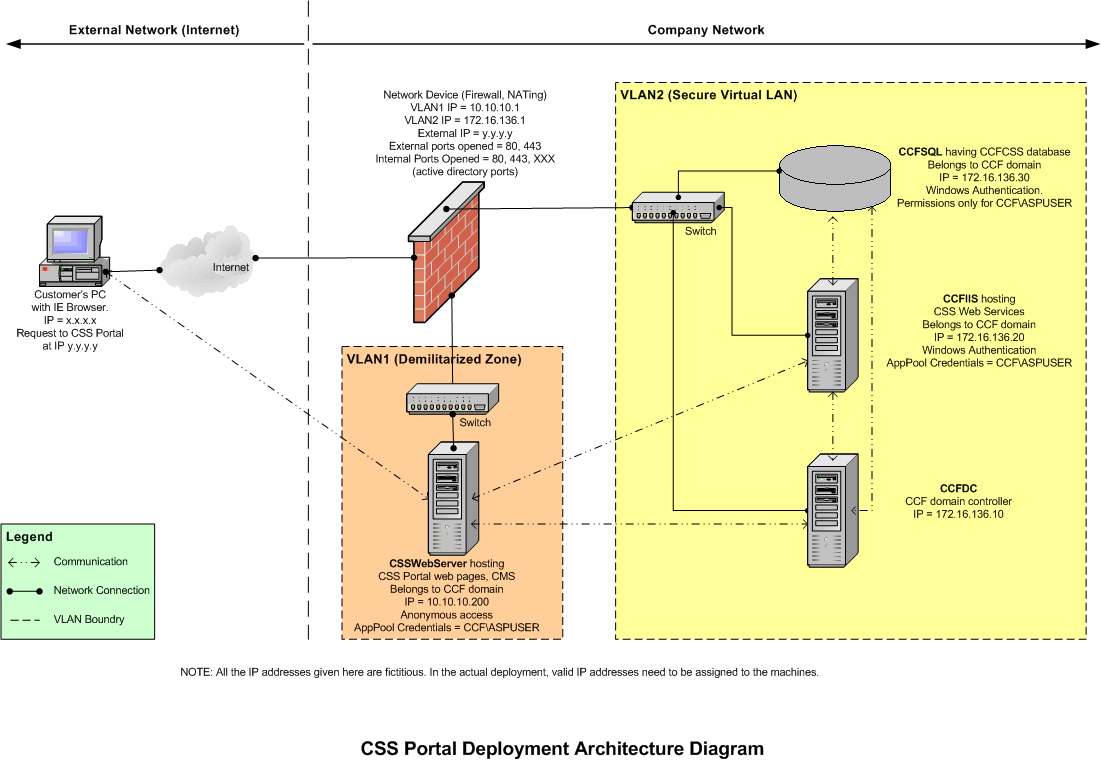 External Network (Internet)
Company Network
Network Device (Firewall, NATing)
VLAN1 IP = 10.10.10.1
VLAN2 IP = 172.16.136.1
External IP = y.y.y.y
External ports opened = 80, 443
Internal Ports Opened = 80, 443, XXX
(active directory ports)
VLAN2 (Secure Virtual LAN)
CCFSQL having CCFCSS database
Belongs to CCF domain
IP = 172.16.136.30
Windows Authentication.
Permissions only for CCF\ASPUSER
Switch
Internet
Customer's PC
with IE Browser.
IP = x.x.x.x
Request to CSS Portal
at IP y.y.y.y
CCFIIS hosting
CSS Web Services
Belongs to CCF domain
IP = 172.16.136.20
Windows Authentication
AppPool Credentials = CCF\ASPUSER
VLAN1 (Demilitarized Zone)
Switch
CCFDC
CCF domain controller
IP = 172.16.136.10
CSSWebServer hosting
CSS Portal web pages, CMS
Belongs to CCF domain
IP = 10.10.10.200
Anonymous access
AppPool Credentials = CCF\ASPUSER
Legend
Communication
Network Connection
VLAN Boundry
NOTE: All the IP addresses given here are fictitious. In the actual deployment, valid IP addresses need to be assigned to the machines.
CSS Portal Deployment Architecture Diagram